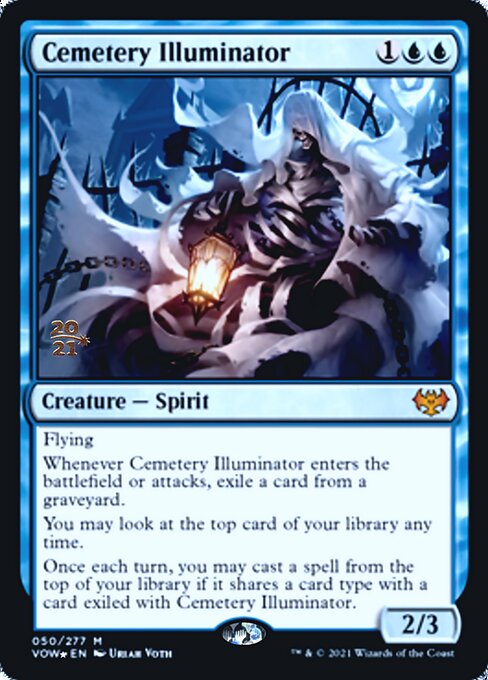 Cemetery Illuminator 1
20
21
Creature — Spirit
Flying
Whenever Cemetery Illuminator enters the
battlefield or attacks, exile a card from a
graveyard.
You may look at the top card of your library any
time.
Once each turn, you may cast a spell from the
top of your library if it shares a card type with a
card exiled with Cemetery Illuminator.
2/3
050/277 M
VOW★EN Uriah Voth
™ & © 2021 Wizards of the Coast